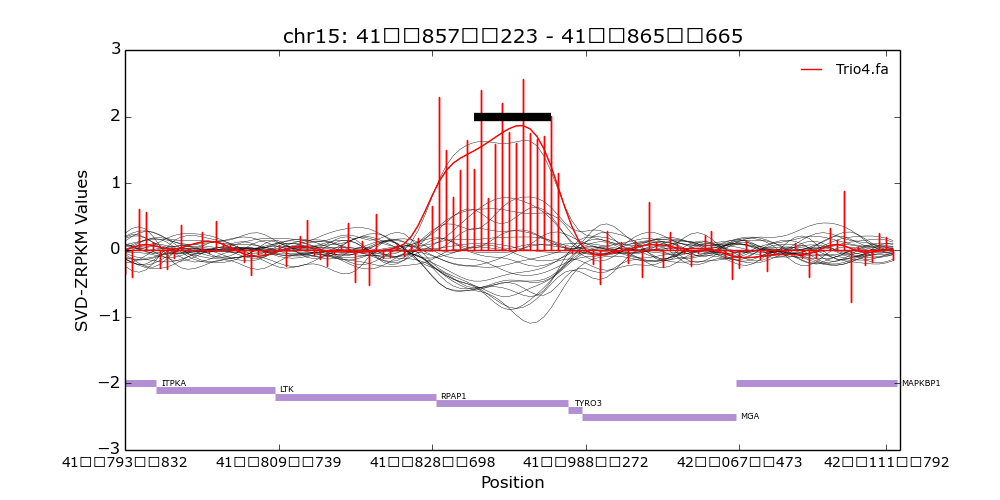 chr15: 41□□857□□223 - 41□□865□□665
Trio4.fa
3
2
1
0
−1
−2
−3
SVD-ZRPKM Values
ITPKA
LTK
RPAP1
TYRO3
MGA
MAPKBP1
41□□793□□832 41□□809□□739 41□□828□□698 41□□988□□272 42□□067□□473 42□□111□□792
Position